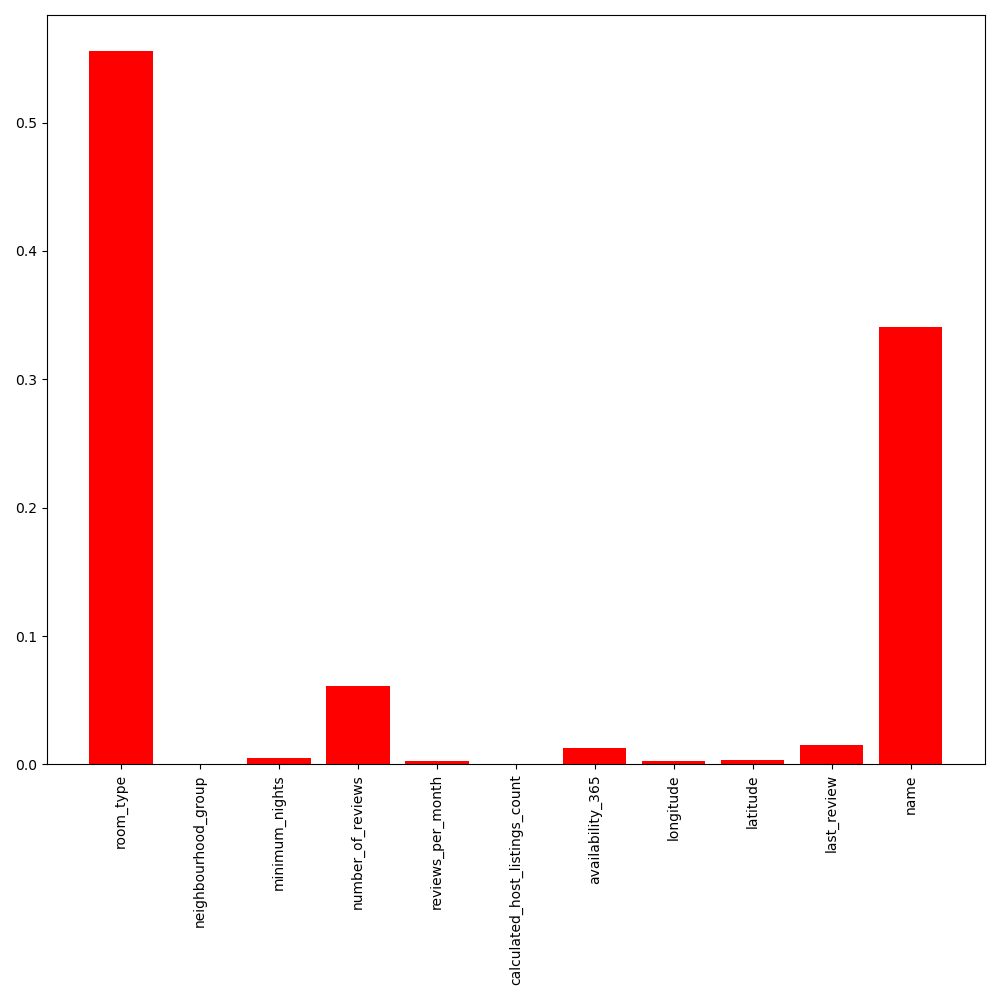 0.5
0.4
0.3
0.2
0.1
0.0
room_type
neighbourhood_group
minimum_nights
number_of_reviews
reviews_per_month
calculated_host_listings_count
availability_365
longitude
latitude
last_review
name